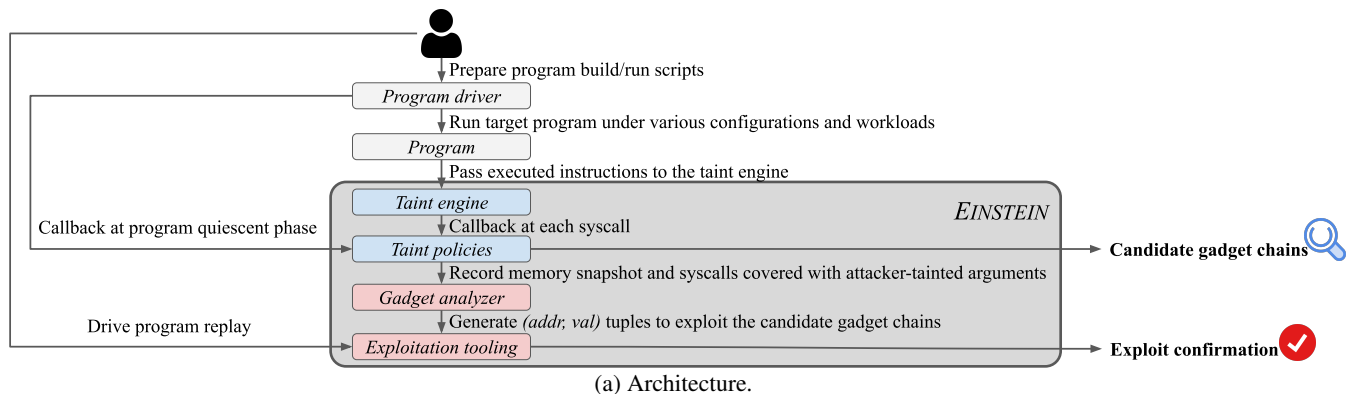 Prepare program build/run scripts
Program driver
Run target program under various configurations and workloads
Program
Pass executed instructions to the taint engine
Taint engine
EINSTEIN
Callback at each syscall
Callback at program quiescent phase
Taint policies
Candidate gadget chains
Record memory snapshot and syscalls covered with attacker-tainted arguments
Gadget analyzer
Generate (addr, val) tuples to exploit the candidate gadget chains
Drive program replay
Exploitation tooling
Exploit confirmation
(a) Architecture.